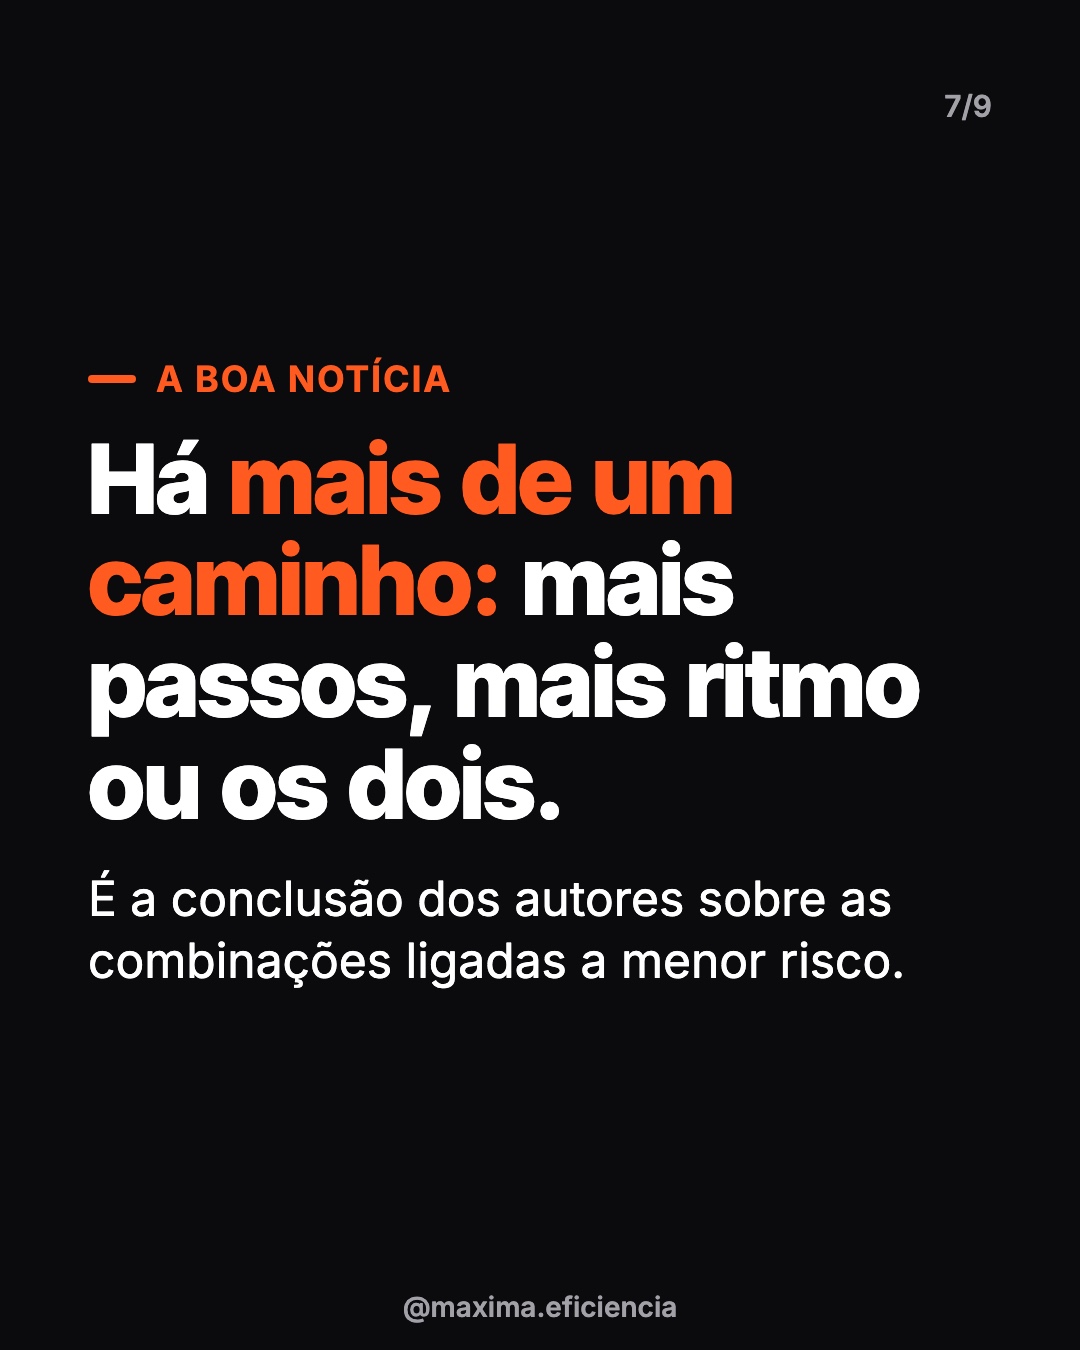 7/9
A BOA NOTÍCIA
Há mais de um
caminho: mais
passos, mais ritmo
ou os dois.
É a conclusão dos autores sobre as
combinações ligadas a menor risco.
@maxima.eficiencia